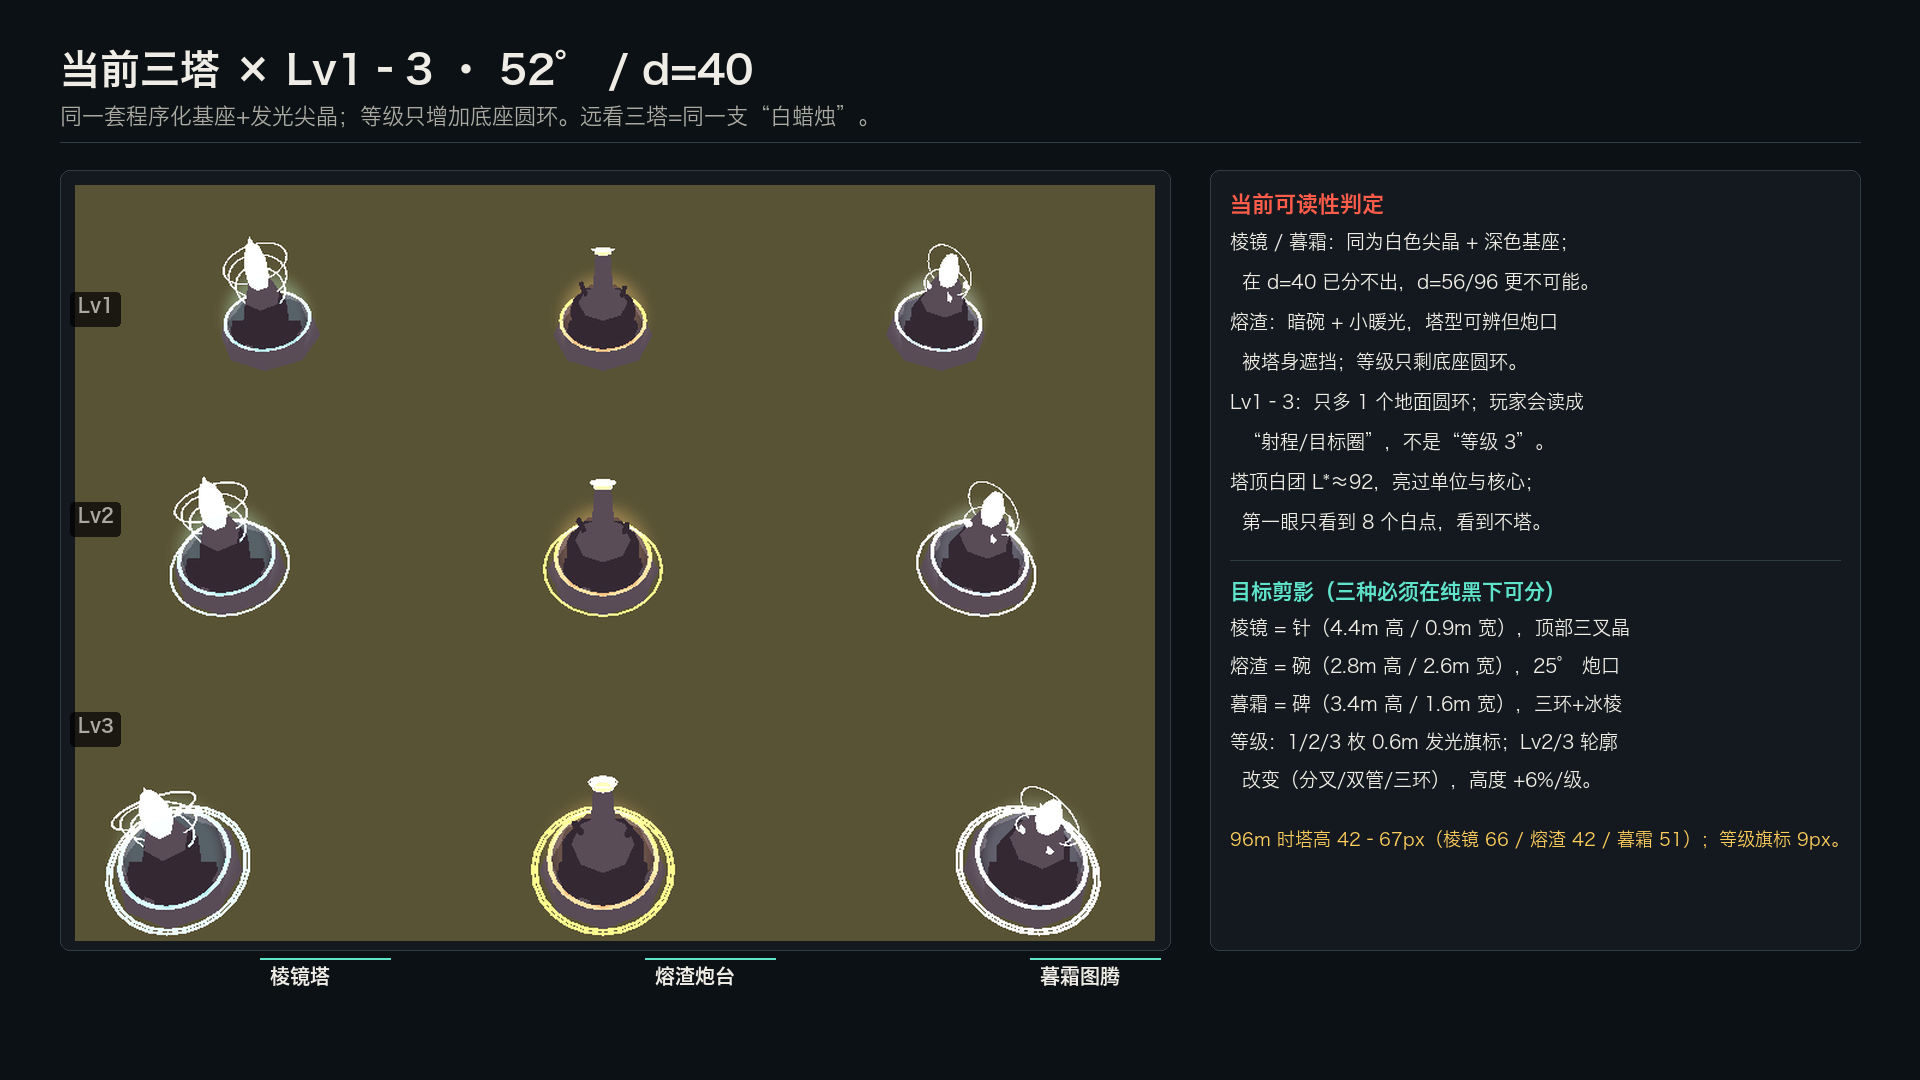 当前三塔 × Lv1 - 3 · 52° / d=40
同一套程序化基座+发光尖晶；等级只增加底座圆环。远看三塔=同一支“白蜡烛”。
Lv1
Lv2
Lv3
棱镜塔
熔渣炮台
暮霜图腾
当前可读性判定
棱镜 / 暮霜：同为白色尖晶 + 深色基座；
在 d=40 已分不出，d=56/96 更不可能。
熔渣：暗碗 + 小暖光，塔型可辨但炮口
被塔身遮挡；等级只剩底座圆环。
Lv1 - 3：只多 1 个地面圆环；玩家会读成
“射程/目标圈”，不是“等级 3”。
塔顶白团 L*≈92，亮过单位与核心；
第一眼只看到 8 个白点，看到不塔。
目标剪影（三种必须在纯黑下可分）
棱镜 = 针（4.4m 高 / 0.9m 宽），顶部三叉晶
熔渣 = 碗（2.8m 高 / 2.6m 宽），25° 炮口
暮霜 = 碑（3.4m 高 / 1.6m 宽），三环+冰棱
等级：1/2/3 枚 0.6m 发光旗标；Lv2/3 轮廓
改变（分叉/双管/三环），高度 +6%/级。
96m 时塔高 42 - 67px（棱镜 66 / 熔渣 42 / 暮霜 51）；等级旗标 9px。